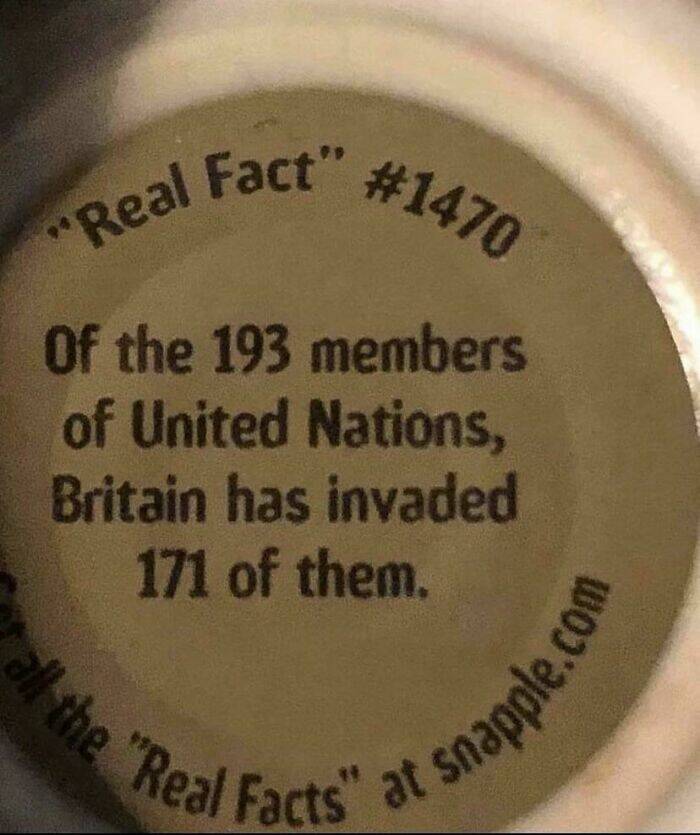 "Real Fact" #1470
Of the 193 members
of United Nations,
Britain has invaded
171 of them.
all the "Real Facts" at snapple.com